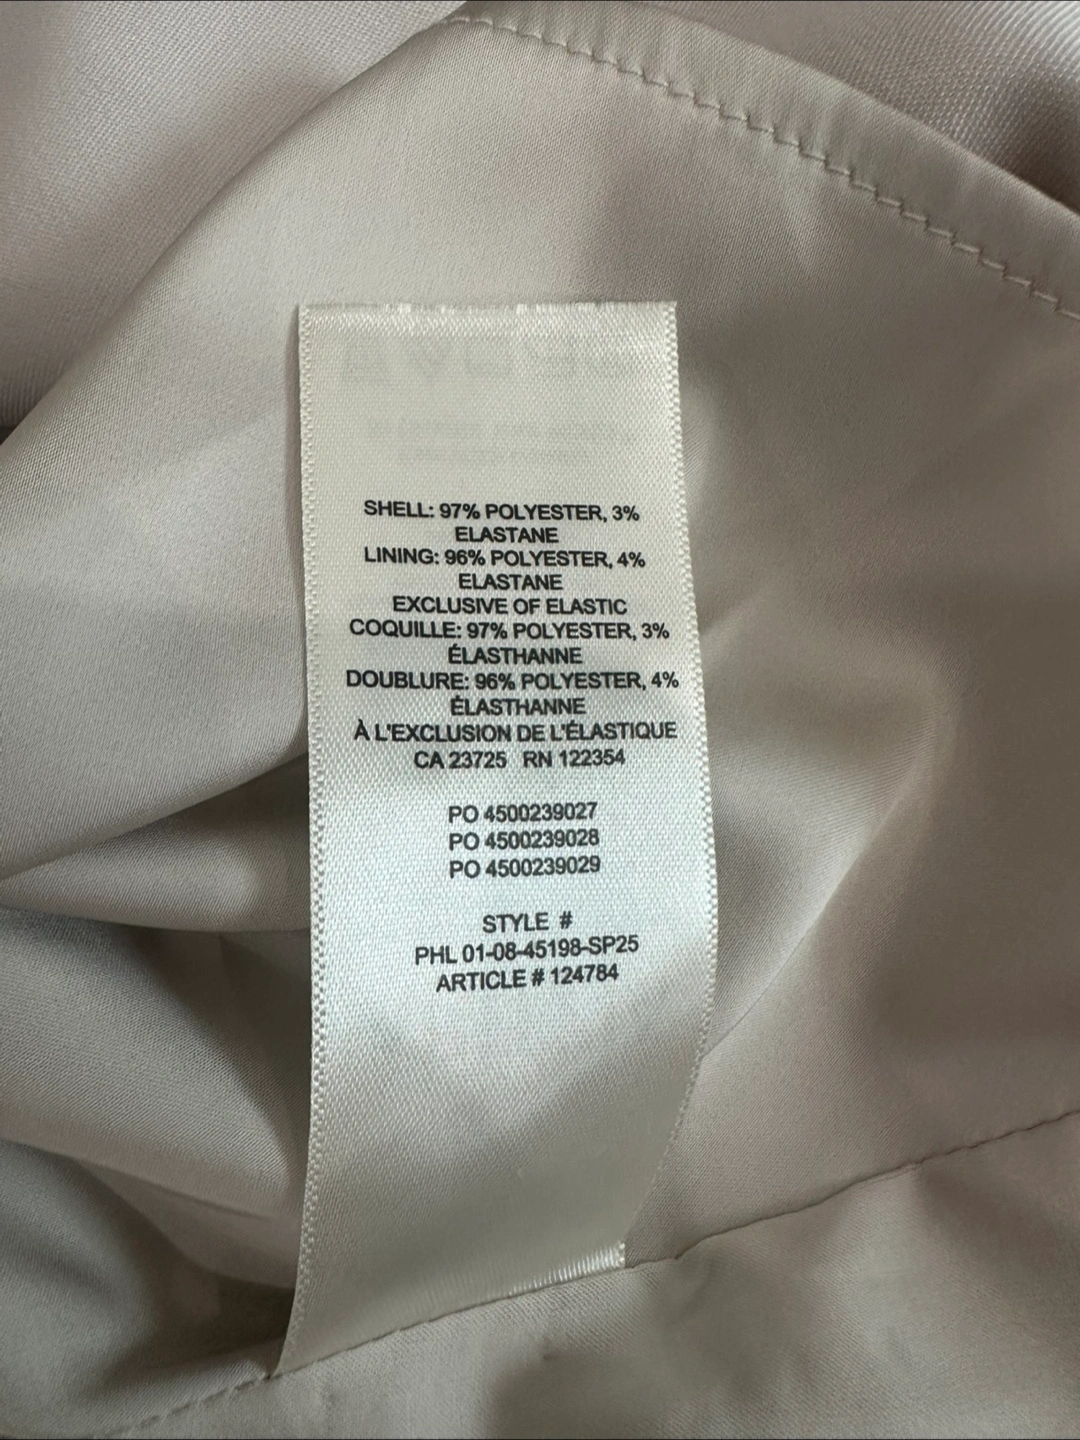 SHELL: 97% POLYESTER, 3%
ELASTANE
LINING: 96% POLYESTER, 4%
ELASTANE
EXCLUSIVE OF ELASTIC
COQUILLE: 97% POLYESTER, 3%
ÉLASTHANNE
DOUBLURE: 96% POLYESTER, 4%
ÉLASTHANNE
À L'EXCLUSION DE L'ÉLASTIQUE
CA 23725 RN 122354
PO 4500239027
PO 4500239028
PO 4500239029
STYLE #
PHL 01-08-45198-SP25
ARTICLE # 124784